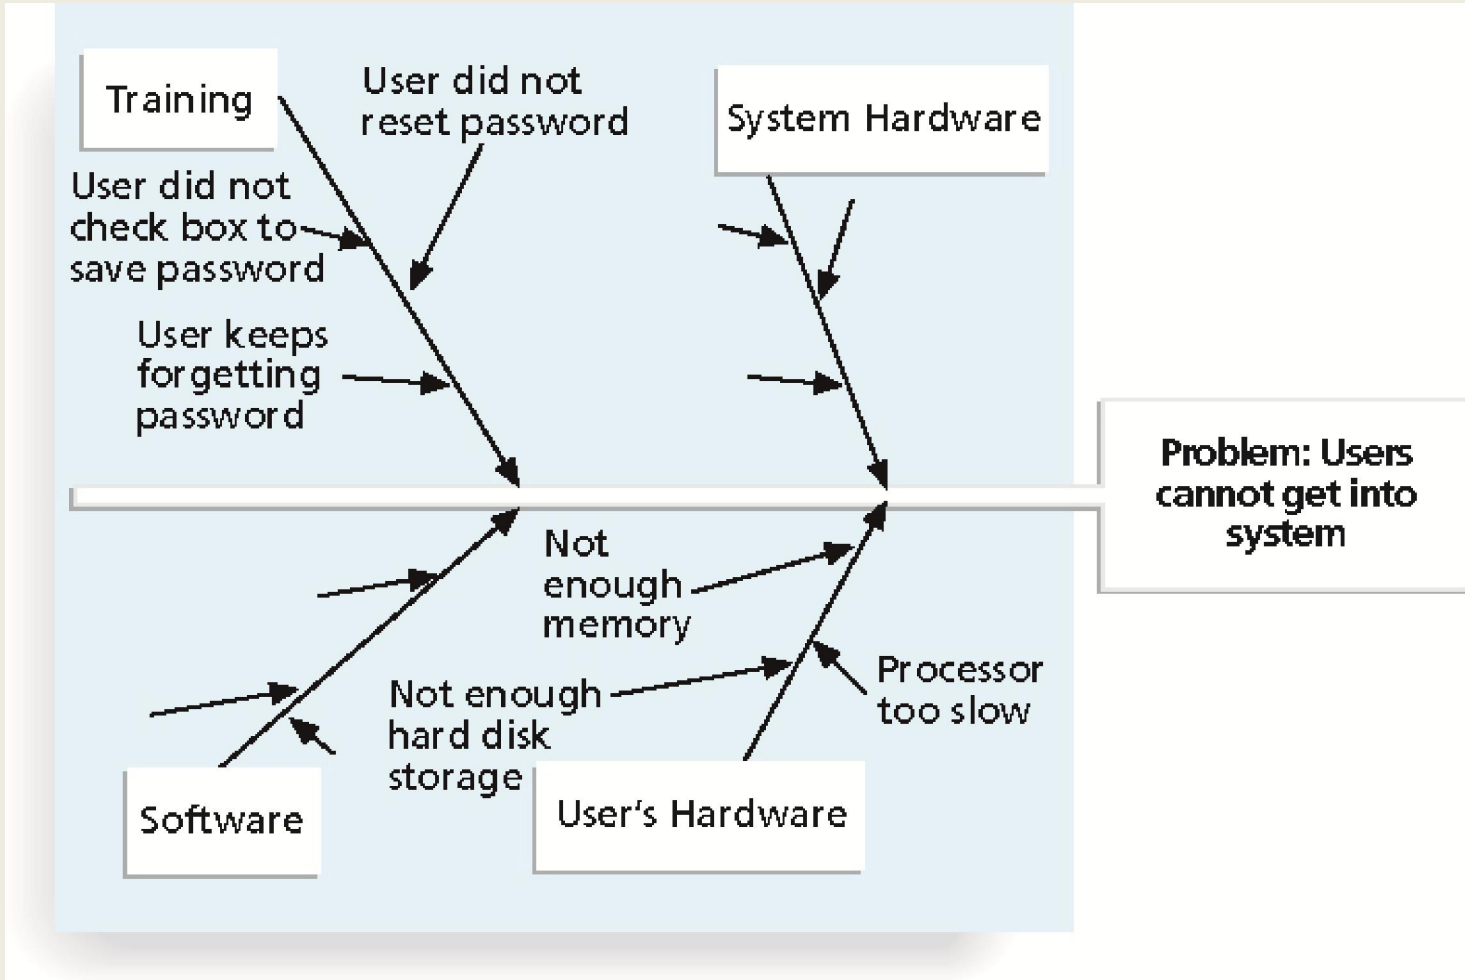 Training
User did not
reset password
System Hardware
User did not
check box to
save password
User keeps
forgetting
password
Problem: Users
cannot get into
system
Not
enough
memory
Not enough
hard disk
storage
Processor
too slow
Software
User's Hardware